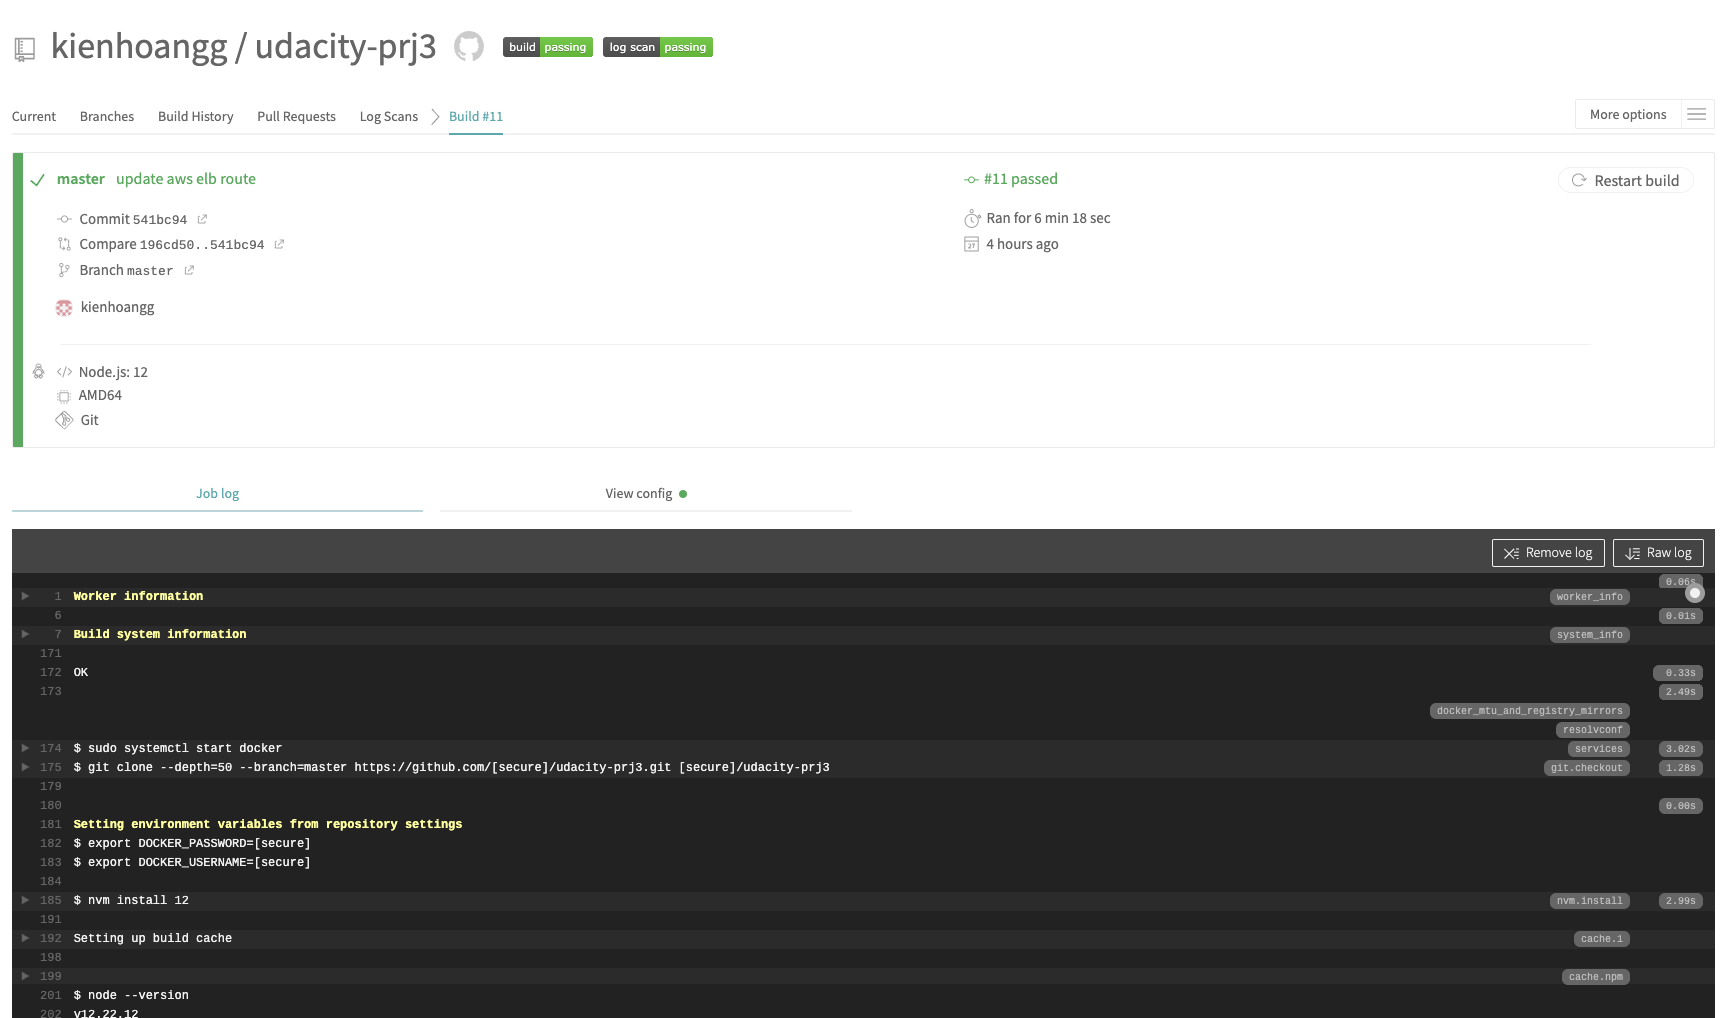 kienhoangg / udacity-prj3 build passing log scan passing
Current Branches Build History Pull Requests Log Scans Build #11 More options
master update aws elb route #11 passed Restart build
Commit 541bc94 Ran for 6 min 18 sec
Compare 196cd50..541bc94 4 hours ago
Branch master
kienhoangg
</> Node.js: 12
AMD64
Git
Job log View config
Remove log Raw log
0.06s
1 Worker information worker_info
6 0.01s
7 Build system information system_info
171
172 OK 0.33s
173 2.49s
docker_mtu_and_registry_mirrors
resolvconf
174 $ sudo systemctl start docker services 3.02s
175 $ git clone --depth=50 --branch=master https://github.com/[secure]/udacity-prj3.git [secure]/udacity-prj3 git.checkout 1.28s
179
180 0.00s
181 Setting environment variables from repository settings
182 $ export DOCKER_PASSWORD=[secure]
183 $ export DOCKER_USERNAME=[secure]
184
185 $ nvm install 12 nvm.install 2.99s
191
192 Setting up build cache cache.1
198
199 cache.npm
201 $ node --version
202 v12.22.12